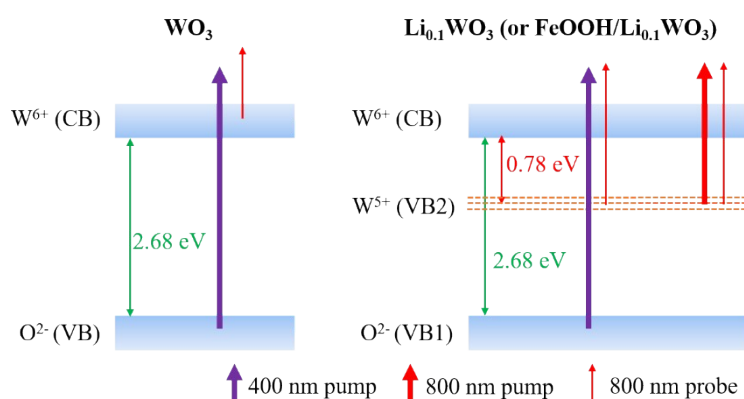 WO₃
Li₀.₁WO₃ (or FeOOH/Li₀.₁WO₃)
W⁶⁺ (CB)
2.68 eV
O²⁻ (VB)
W⁶⁺ (CB)
0.78 eV
W⁵⁺ (VB2)
2.68 eV
O²⁻ (VB1)
400 nm pump
800 nm pump
800 nm probe